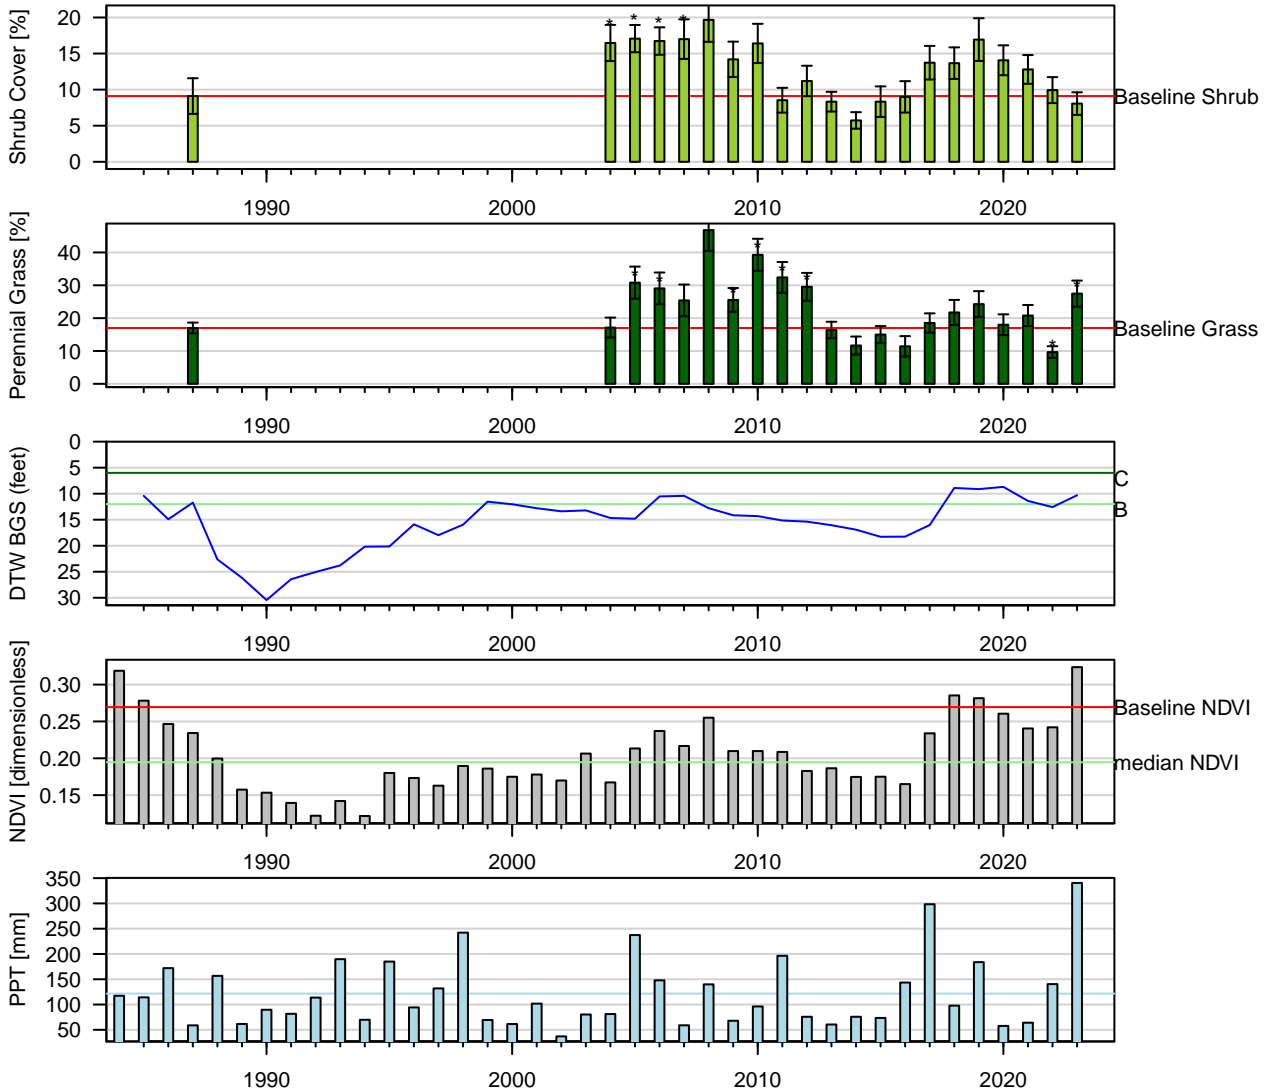 Shrub Cover [%]
20
15
10
5
0
* * * *
Baseline Shrub
1990 2000 2010 2020
Perennial Grass [%]
40
30
20
10
0
* * * * * * * *
Baseline Grass
1990 2000 2010 2020
DTW BGS (feet)
0
5
10
15
20
25
30
C
B
1990 2000 2010 2020
NDVI [dimensionless]
0.30
0.25
0.20
0.15
Baseline NDVI
median NDVI
1990 2000 2010 2020
PPT [mm]
350
300
250
200
150
100
50
1990 2000 2010 2020